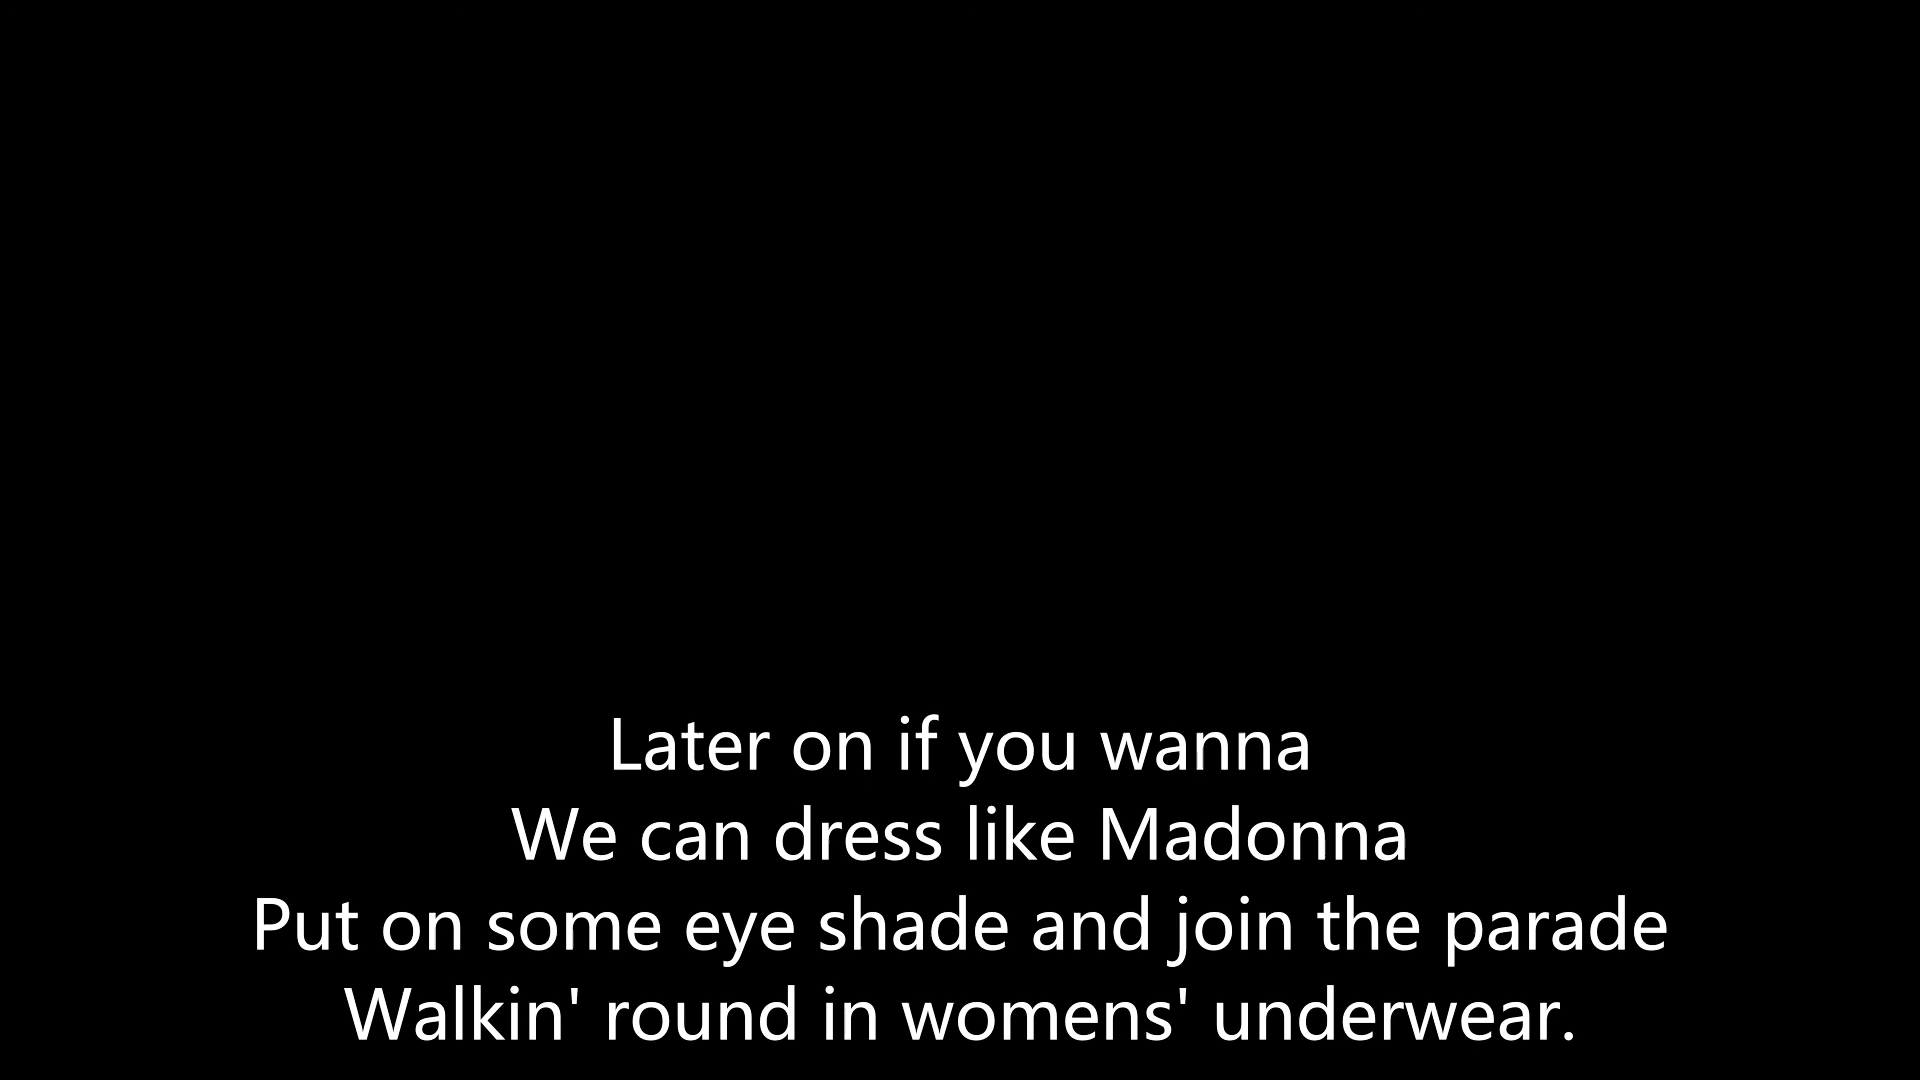 Later on if you wanna
We can dress like Madonna
Put on some eye shade and join the parade
Walkin' round in womens' underwear.